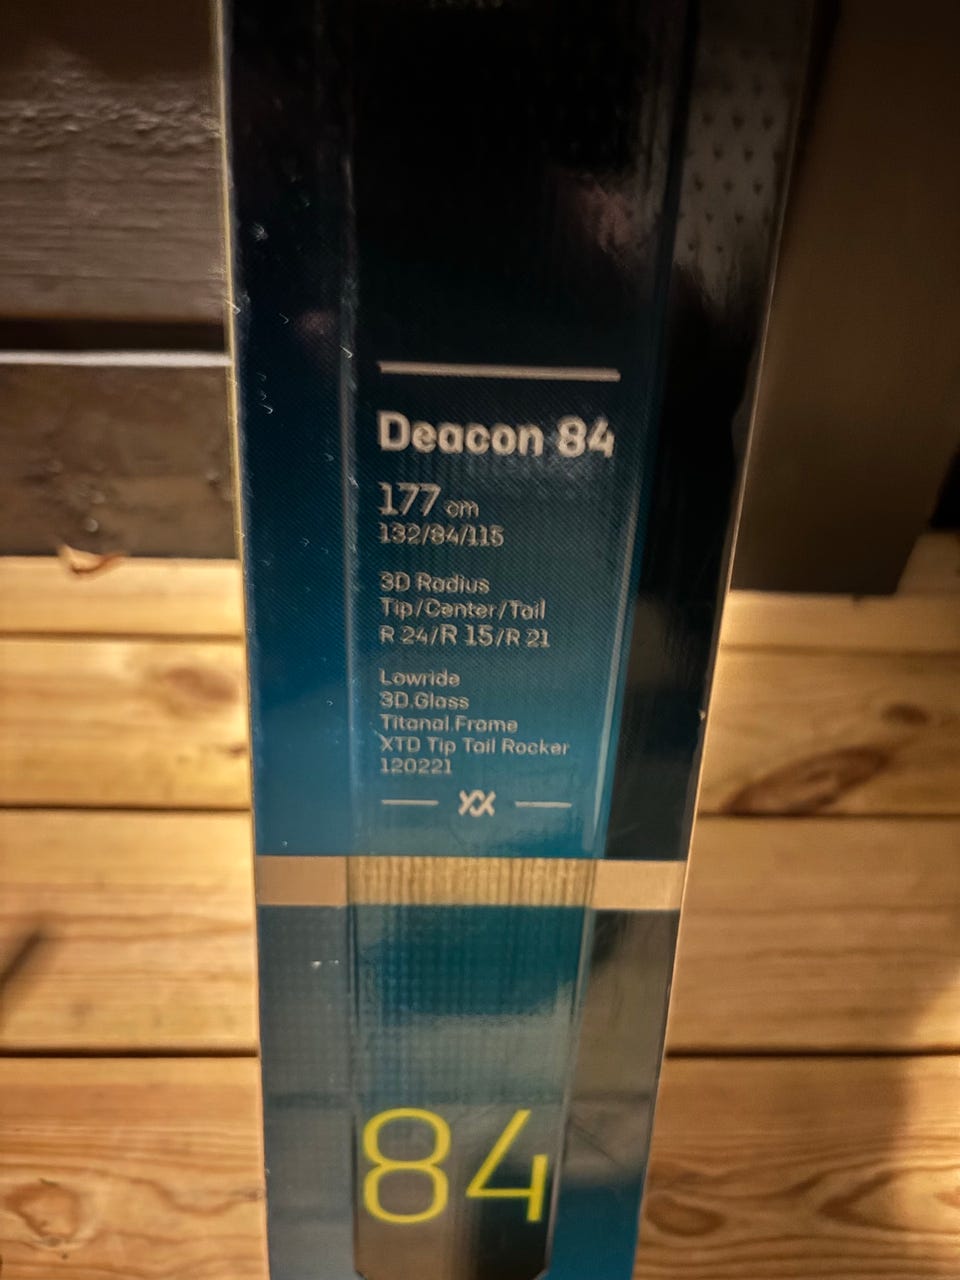 Deacon 84
177 cm
132/84/115
3D Radius
Tip/Center/Tail
R 24/R 15/R 21
Lowride
3D.Glass
Titanal.Frame
XTD Tip Tail Rocker
120221
84